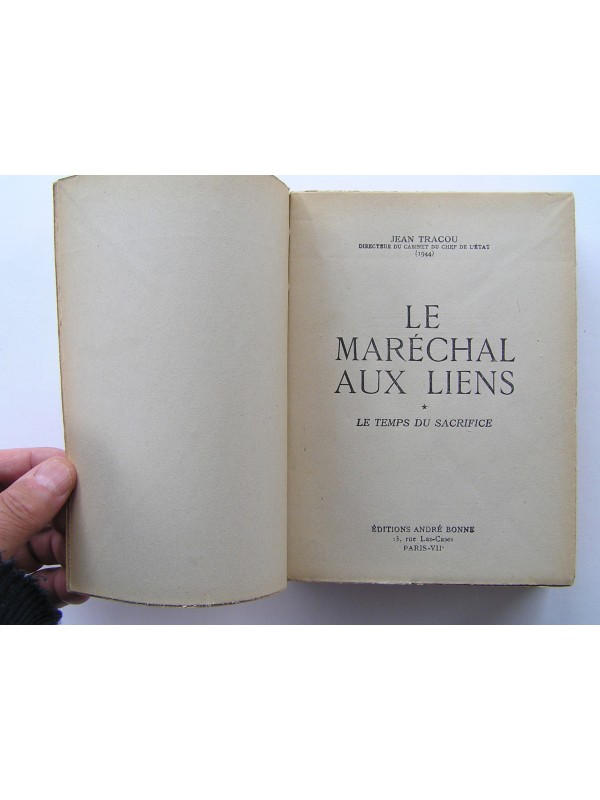 JEAN TRACOU
DIRECTEUR DU CABINET DU CHEF DE L'ÉTAT
(1944)
LE
MARÉCHAL
AUX LIENS
★
LE TEMPS DU SACRIFICE
ÉDITIONS ANDRÉ BONNE
15, rue Las-Cases
PARIS-VIIᵉ